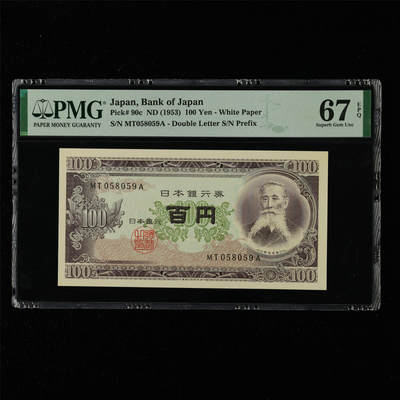 PMG
PAPER MONEY GUARANTY
Japan, Bank of Japan
Pick# 90c ND (1953) 100 Yen - White Paper
S/N MT058059A - Double Letter S/N Prefix
67 EPQ
Superb Gem Unc
100 100
MT058059A
日本銀行券
100
日本銀行
百円
MT058059A
100 100